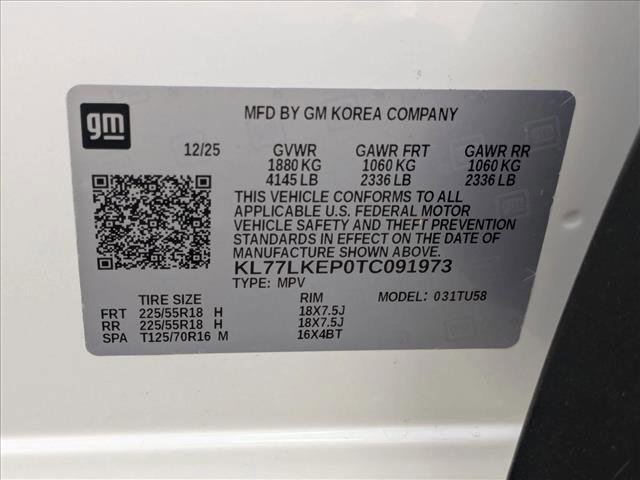 gm
MFD BY GM KOREA COMPANY
12/25 GVWR GAWR FRT GAWR RR
1880 KG 1060 KG 1060 KG
4145 LB 2336 LB 2336 LB
THIS VEHICLE CONFORMS TO ALL
APPLICABLE U.S. FEDERAL MOTOR
VEHICLE SAFETY AND THEFT PREVENTION
STANDARDS IN EFFECT ON THE DATE OF
MANUFACTURE SHOWN ABOVE.
KL77LKEP0TC091973
TYPE: MPV
TIRE SIZE RIM MODEL: 031TU58
FRT 225/55R18 H 18X7.5J
RR 225/55R18 H 18X7.5J
SPA T125/70R16 M 16X4BT